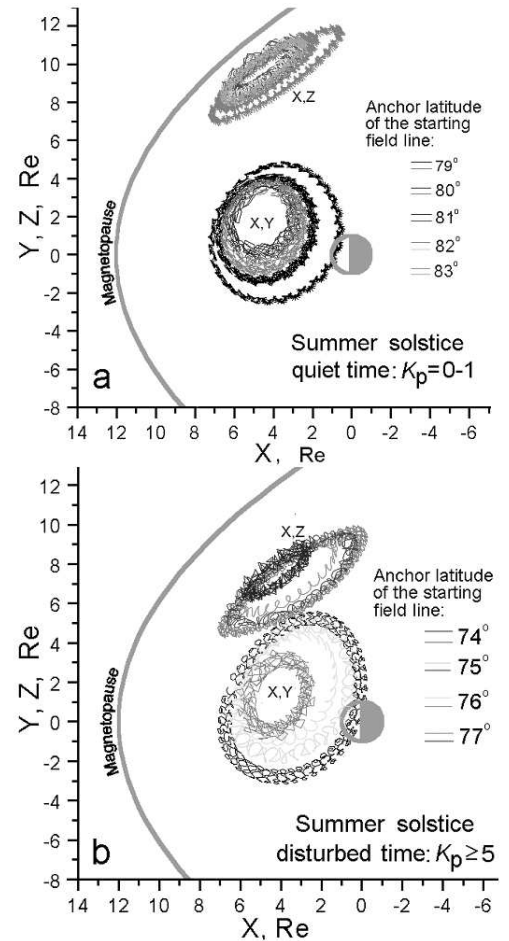 12
10
8
6
4
2
0
-2
-4
-6
-8
Y, Z, Re
Magnetopause
X,Z
X,Y
Anchor latitude
of the starting
field line:
79°
80°
81°
82°
83°
Summer solstice
quiet time: Kp=0-1
a
14 12 10 8 6 4 2 0 -2 -4 -6
X, Re
12
10
8
6
4
2
0
-2
-4
-6
-8
Y, Z, Re
Magnetopause
X,Z
X,Y
Anchor latitude
of the starting
field line:
74°
75°
76°
77°
Summer solstice
disturbed time: Kp≥5
b
14 12 10 8 6 4 2 0 -2 -4 -6
X, Re